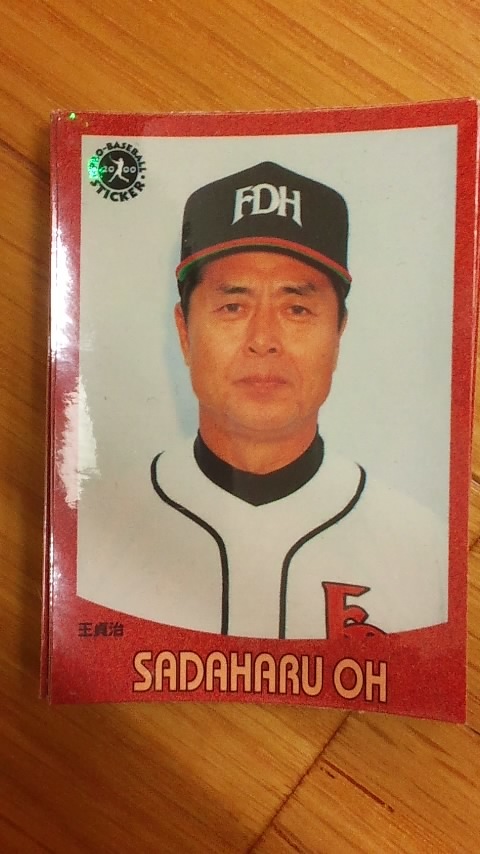 PRO-BASEBALL
2000
STICKER
FDH
王貞治
SADAHARU OH